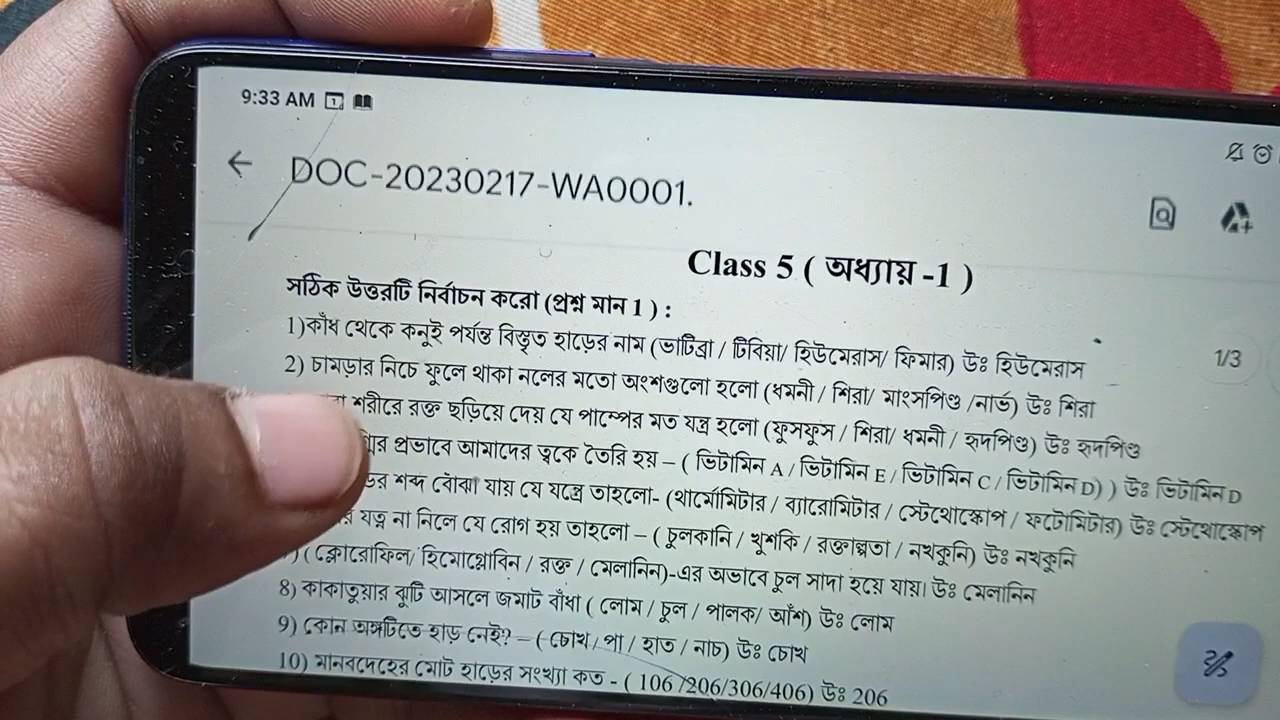 9:33 AM
DOC-20230217-WA0001.
Class 5 ( অধ্যায় -1 )
সঠিক উত্তরটি নির্বাচন করো (প্রশ্ন মান 1 ) :
1)কাঁধ থেকে কনুই পর্যন্ত বিস্তৃত হাড়ের নাম (ভাটিব্রা / টিবিয়া/ হিউমেরাস/ ফিমার) উঃ হিউমেরাস
1/3
2) চামড়ার নিচে ফুলে থাকা নলের মতো অংশগুলো হলো (ধমনী / শিরা/ মাংসপিণ্ড /নার্ভ) উঃ শিরা
শরীরে রক্ত ছড়িয়ে দেয় যে পাম্পের মত যন্ত্র হলো (ফুসফুস / শিরা/ ধমনী / হৃদপিণ্ড) উঃ হৃদপিণ্ড
প্রভাবে আমাদের ত্বকে তৈরি হয় – ( ভিটামিন A / ভিটামিন E / ভিটামিন C / ভিটামিন D) ) উঃ ভিটামিন D
শব্দ বোঝা যায় যে যন্ত্রে তাহলো- (থার্মোমিটার / ব্যারোমিটার / স্টেথোস্কোপ / ফটোমিটার) উঃ স্টেথোস্কোপ
যত্ন না নিলে যে রোগ হয় তাহলো – ( চুলকানি / খুশকি / রক্তাল্পতা / নখকুনি) উঃ নখকুনি
( ক্লোরোফিল/ হিমোগ্লোবিন / রক্ত / মেলানিন)-এর অভাবে চুল সাদা হয়ে যায়। উঃ মেলানিন
8) কাকাতুয়ার ঝুটি আসলে জমাট বাঁধা ( লোম / চুল / পালক/ আঁশ) উঃ লোম
9) কোন অঙ্গটিতে হাড় নেই? – ( চোখ / পা / হাত / নাচ) উঃ চোখ
10) মানবদেহের মোট হাড়ের সংখ্যা কত - ( 106 /206/306/406) উঃ 206